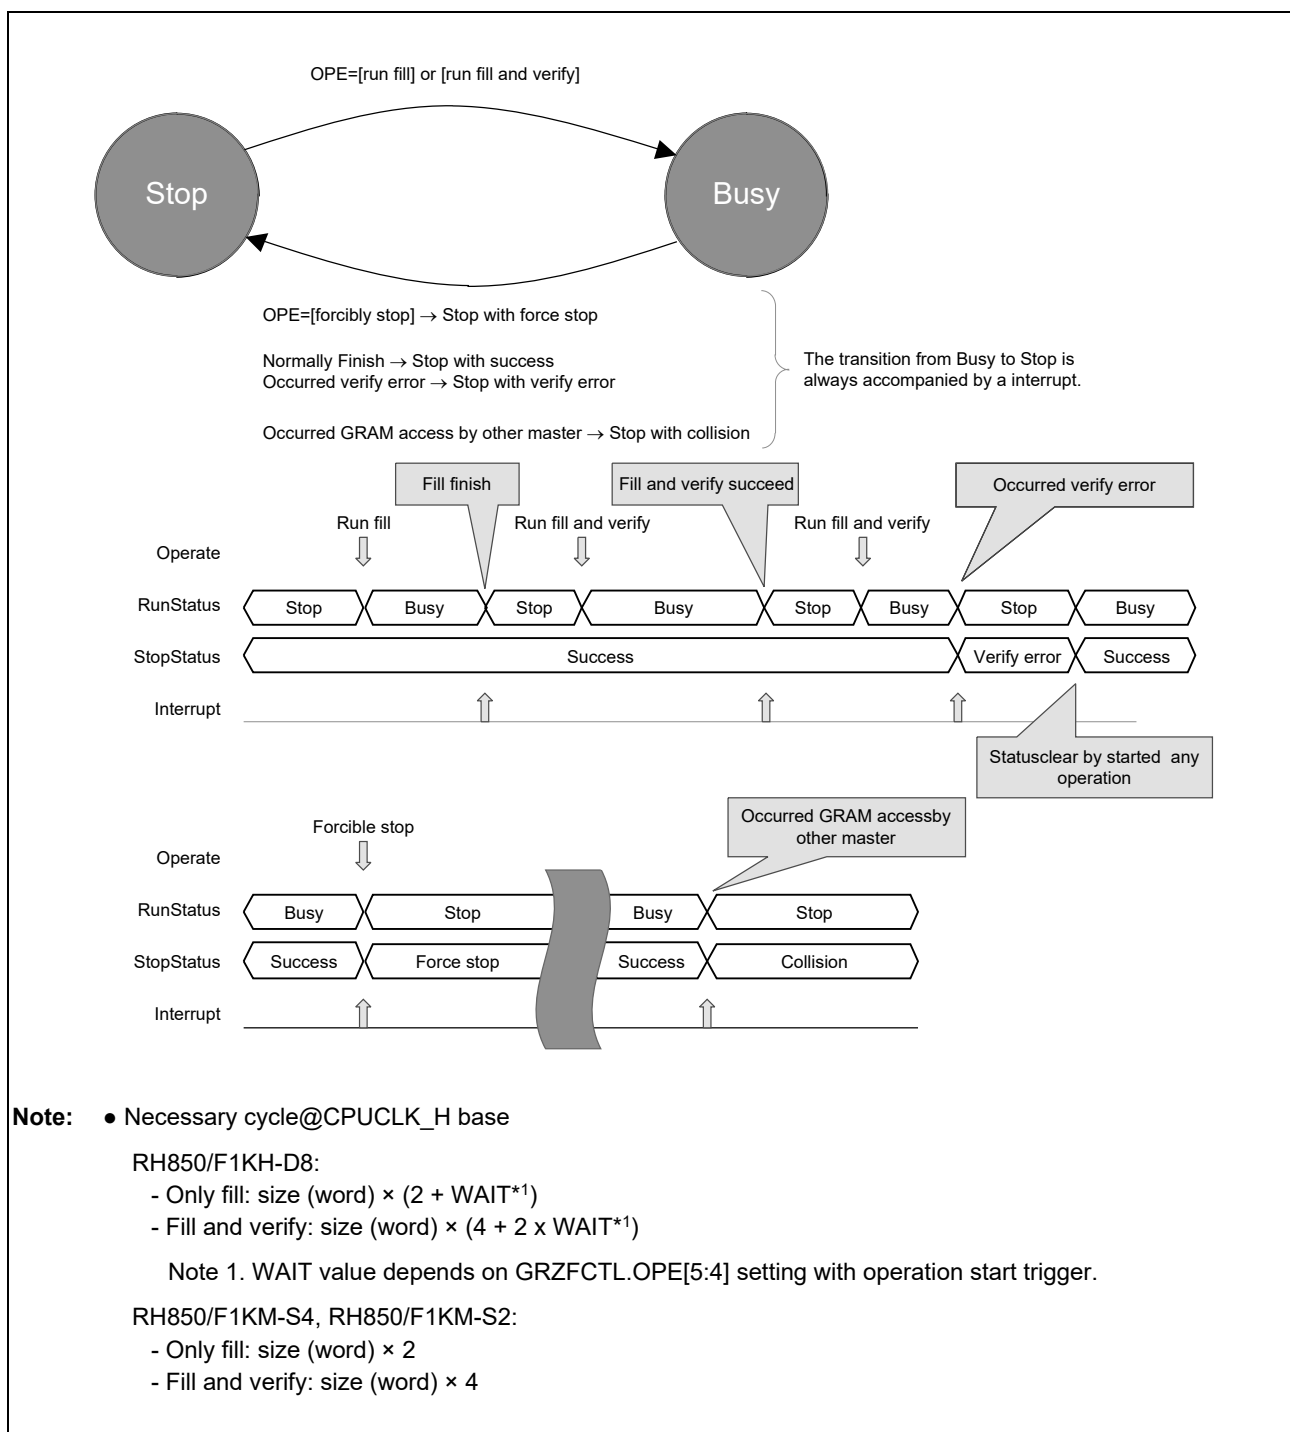 OPE=[run fill] or [run fill and verify]
Stop
Busy
OPE=[forcibly stop] → Stop with force stop
Normally Finish → Stop with success
Occurred verify error → Stop with verify error
Occurred GRAM access by other master → Stop with collision
The transition from Busy to Stop is
always accompanied by a interrupt.
Fill finish
Fill and verify succeed
Occurred verify error
Run fill
Run fill and verify
Run fill and verify
Operate
RunStatus Stop Busy Stop Busy Stop Busy Stop Busy
StopStatus Success Verify error Success
Interrupt
Statusclear by started any
operation
Occurred GRAM accessby
other master
Forcible stop
Operate
RunStatus Busy Stop Busy Stop
StopStatus Success Force stop Success Collision
Interrupt
Note: ● Necessary cycle@CPUCLK_H base
RH850/F1KH-D8:
- Only fill: size (word) × (2 + WAIT*1)
- Fill and verify: size (word) × (4 + 2 x WAIT*1)
Note 1. WAIT value depends on GRZFCTL.OPE[5:4] setting with operation start trigger.
RH850/F1KM-S4, RH850/F1KM-S2:
- Only fill: size (word) × 2
- Fill and verify: size (word) × 4